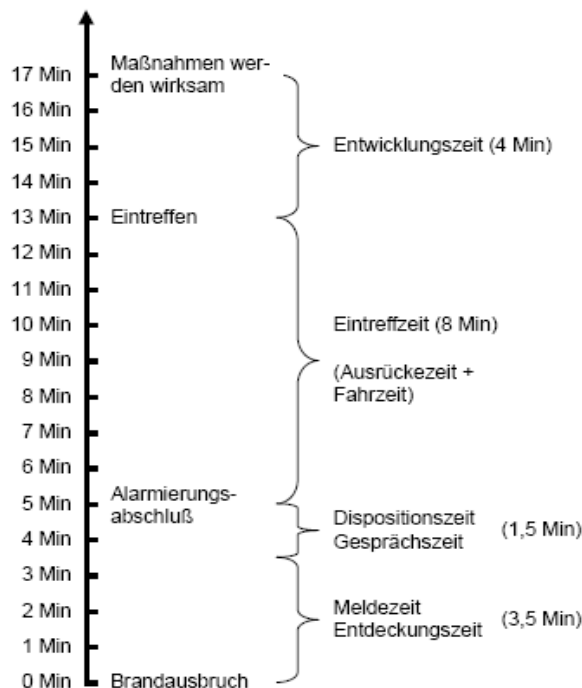 17 Min
16 Min
15 Min
14 Min
13 Min
12 Min
11 Min
10 Min
9 Min
8 Min
7 Min
6 Min
5 Min
4 Min
3 Min
2 Min
1 Min
0 Min
Maßnahmen wer-
den wirksam
Eintreffen
Alarmierungs-
abschluß
Brandausbruch
Entwicklungszeit (4 Min)
Eintreffzeit (8 Min)
(Ausrückezeit +
Fahrzeit)
Dispositionszeit
Gesprächszeit
(1,5 Min)
Meldezeit
Entdeckungszeit
(3,5 Min)